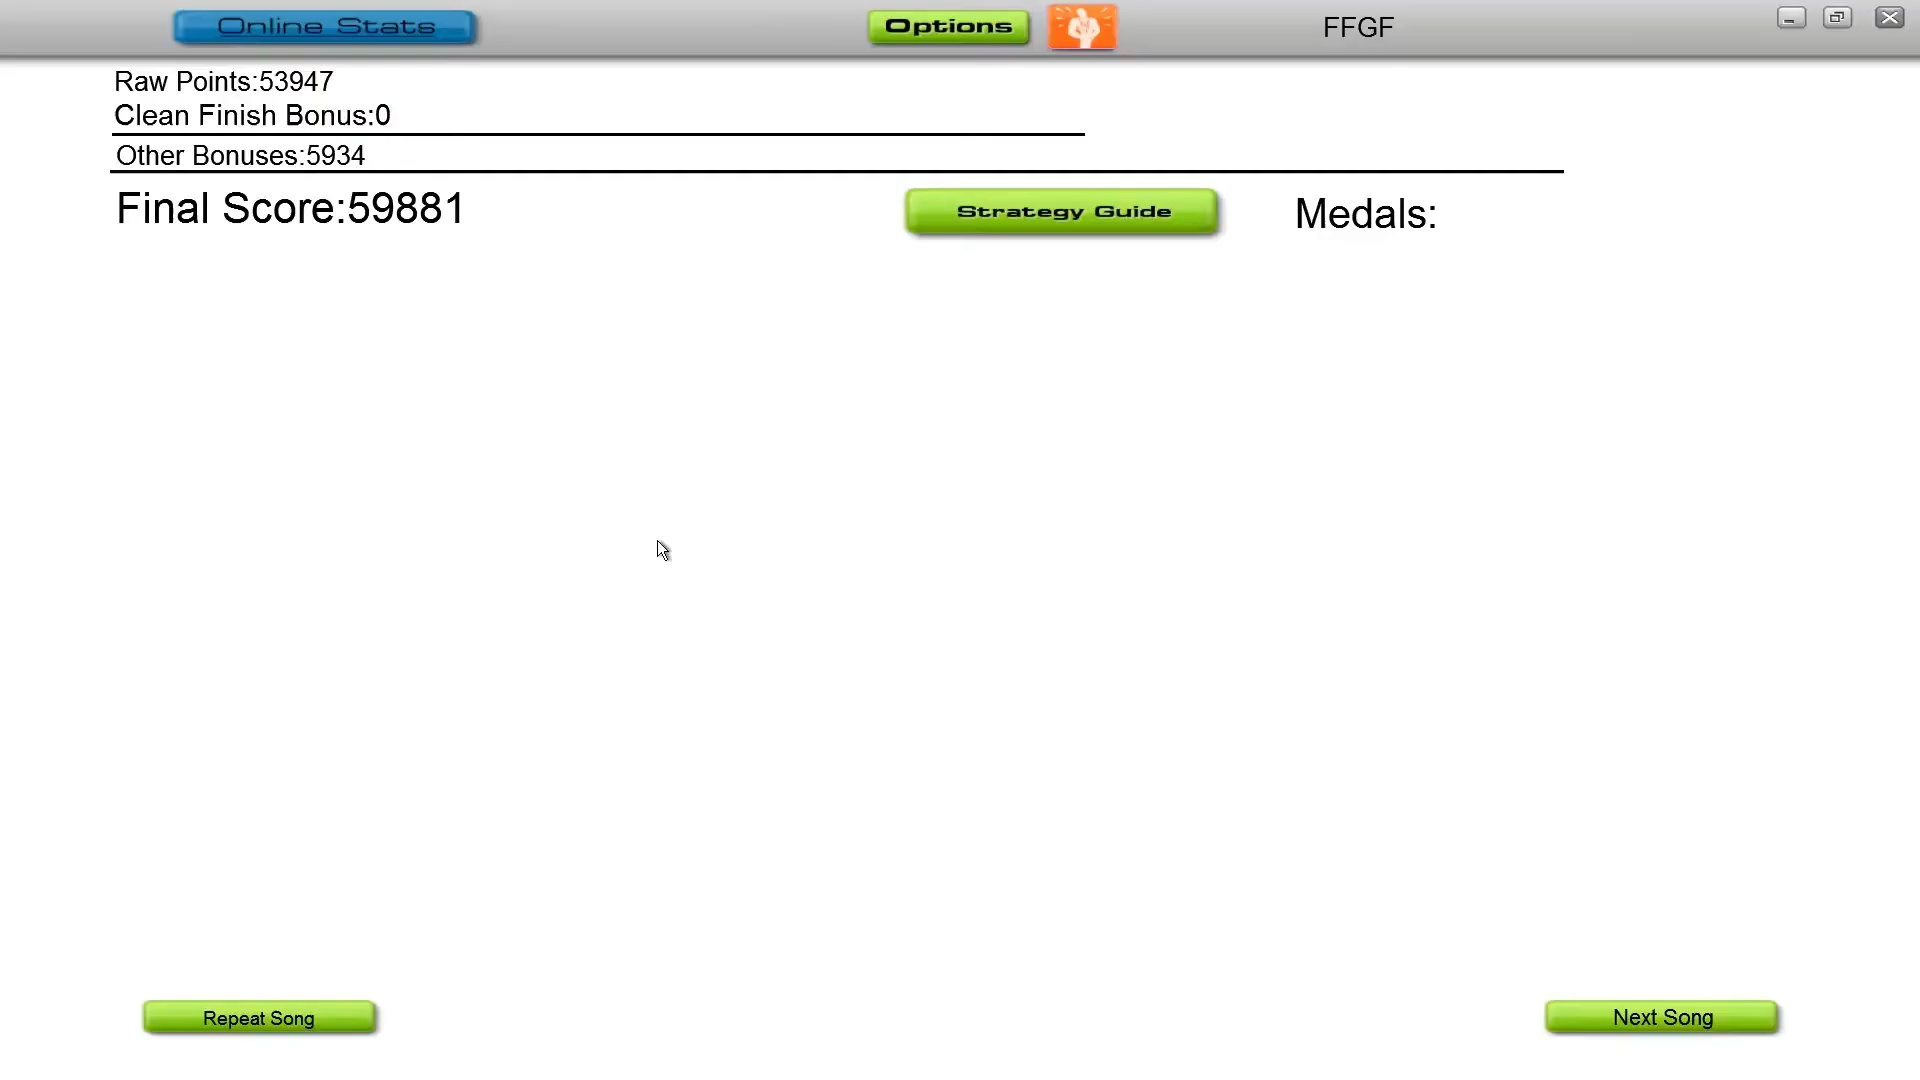 Online Stats
Options
FFGF
Raw Points:53947
Clean Finish Bonus:0
Other Bonuses:5934
Final Score:59881
Strategy Guide
Medals:
Repeat Song
Next Song